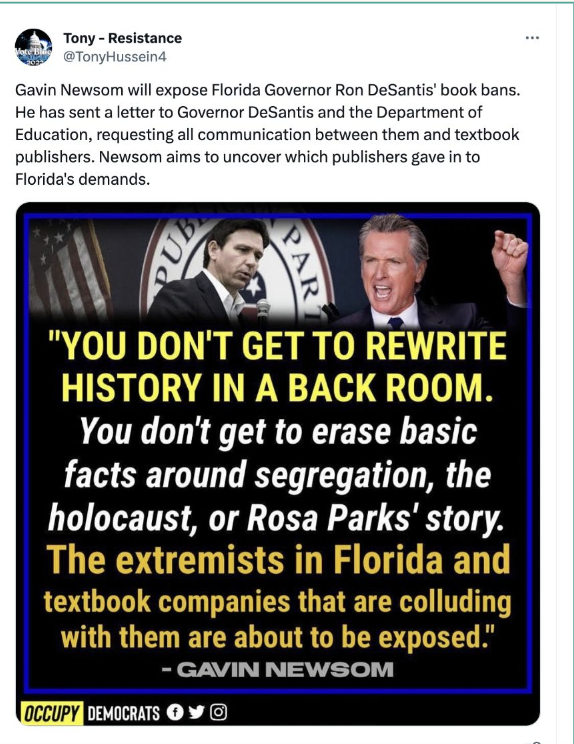 Tony - Resistance
@TonyHussein4
Gavin Newsom will expose Florida Governor Ron DeSantis' book bans.
He has sent a letter to Governor DeSantis and the Department of
Education, requesting all communication between them and textbook
publishers. Newsom aims to uncover which publishers gave in to
Florida's demands.
PUB PART
"YOU DON'T GET TO REWRITE
HISTORY IN A BACK ROOM.
You don't get to erase basic
facts around segregation, the
holocaust, or Rosa Parks' story.
The extremists in Florida and
textbook companies that are colluding
with them are about to be exposed."
- GAVIN NEWSOM
OCCUPY DEMOCRATS